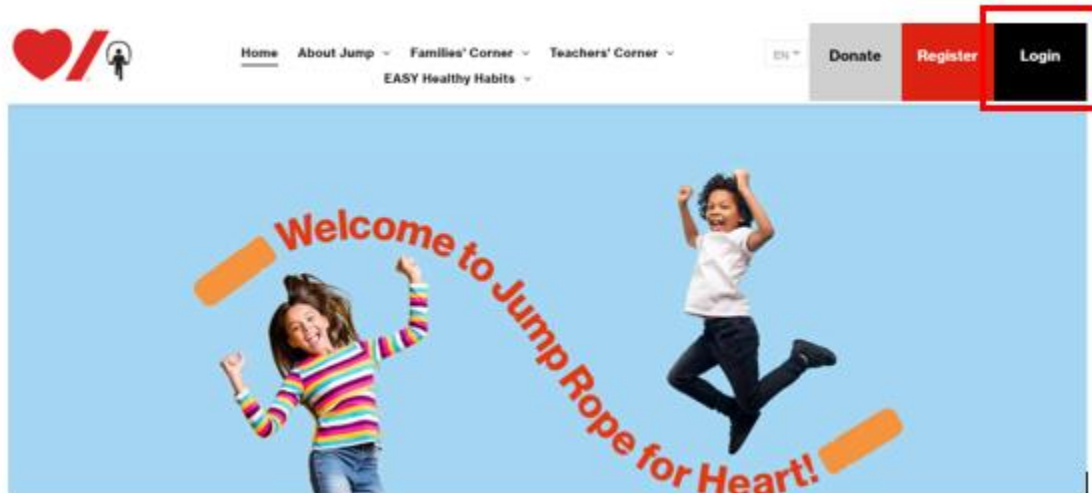 Home About Jump Families' Corner Teachers' Corner
EASY Healthy Habits
EN
Donate
Register
Login
Welcome to Jump Rope for Heart!